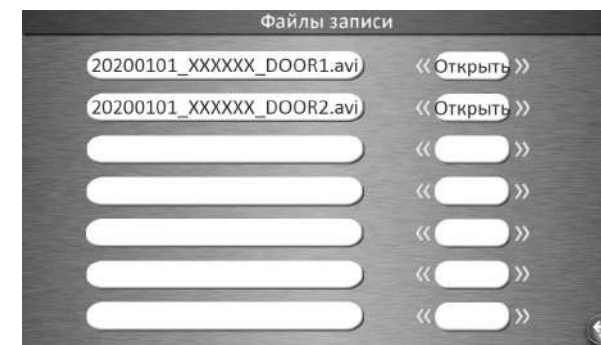 Файлы записи
20200101_XXXXXX_DOOR1.avi « Открыть »
20200101_XXXXXX_DOOR2.avi « Открыть »
« »
« »
« »
« »
« »